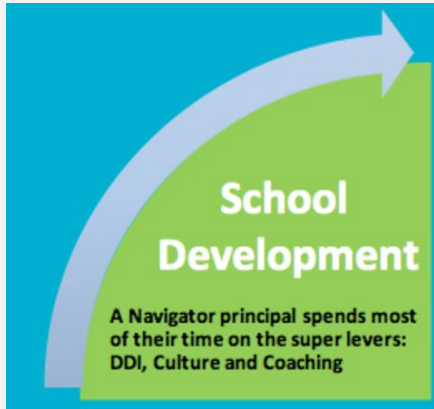 School
Development
A Navigator principal spends most
of their time on the super levers:
DDI, Culture and Coaching